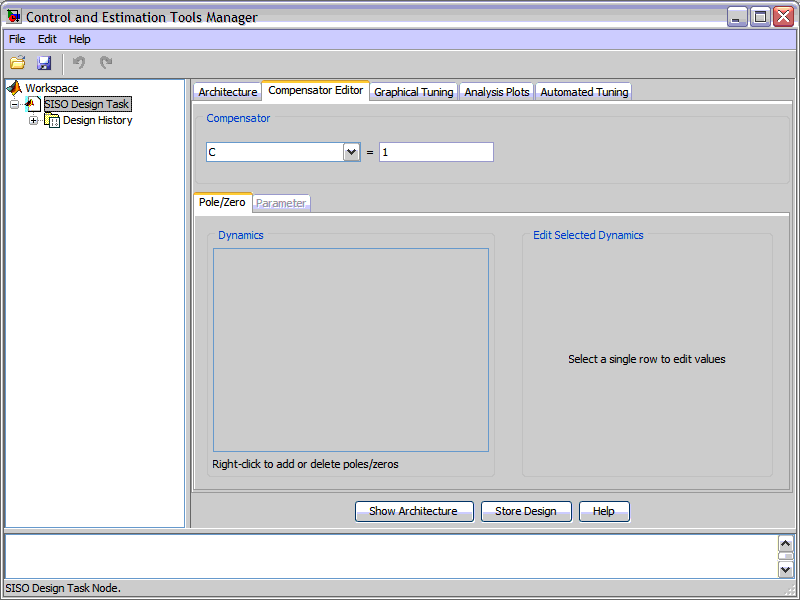 Control and Estimation Tools Manager
File Edit Help
Workspace
SISO Design Task
Design History
Architecture Compensator Editor Graphical Tuning Analysis Plots Automated Tuning
Compensator
C = 1
Pole/Zero Parameter
Dynamics
Edit Selected Dynamics
Select a single row to edit values
Right-click to add or delete poles/zeros
Show Architecture Store Design Help
SISO Design Task Node.